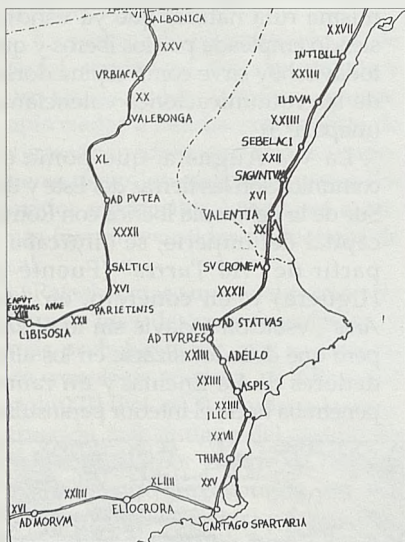 ALBONICA
XXVII
XXV
INTIBILI
VRBIACA
XXIIII
XX
ILDVM
VALEBONGA
XXIIII
SEBELACI
XL
XXII
SAGVNTVM
AD PVTEA
XVI
VALENTIA
XXXII
XX
SVCRONEM
SALTICI
XVI
XXXII
CAPVT
FLVMINIS ANAE
PARIETINIS
XIIII
XXII
LIBISOSIA
AD STATVAS
VIIII
AD TVRRES
XXIIII
ADELLO
XXIIII
ASPIS
XXIIII
ILICI
XXVII
THIAR
XXV
XLIIII
XXIIII
ELIOCRORA
XVI
AD MORVM
CARTAGO SPARTARIA